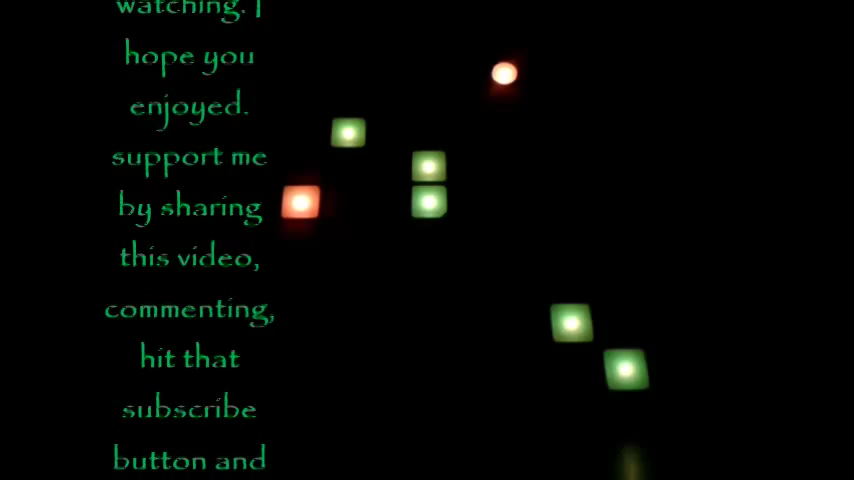 watching. I
hope you
enjoyed.
support me
by sharing
this video,
commenting,
hit that
subscribe
button and